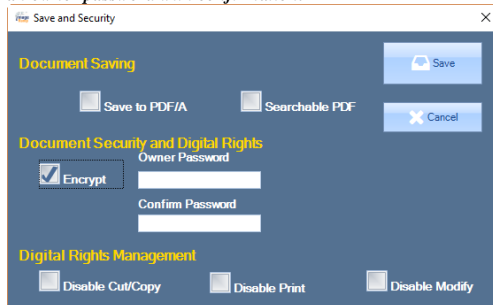 Save and Security
Document Saving
Save
Save to PDF/A
Searchable PDF
Cancel
Document Security and Digital Rights
Owner Password
Encrypt
Confirm Password
Digital Rights Management
Disable Cut/Copy
Disable Print
Disable Modify